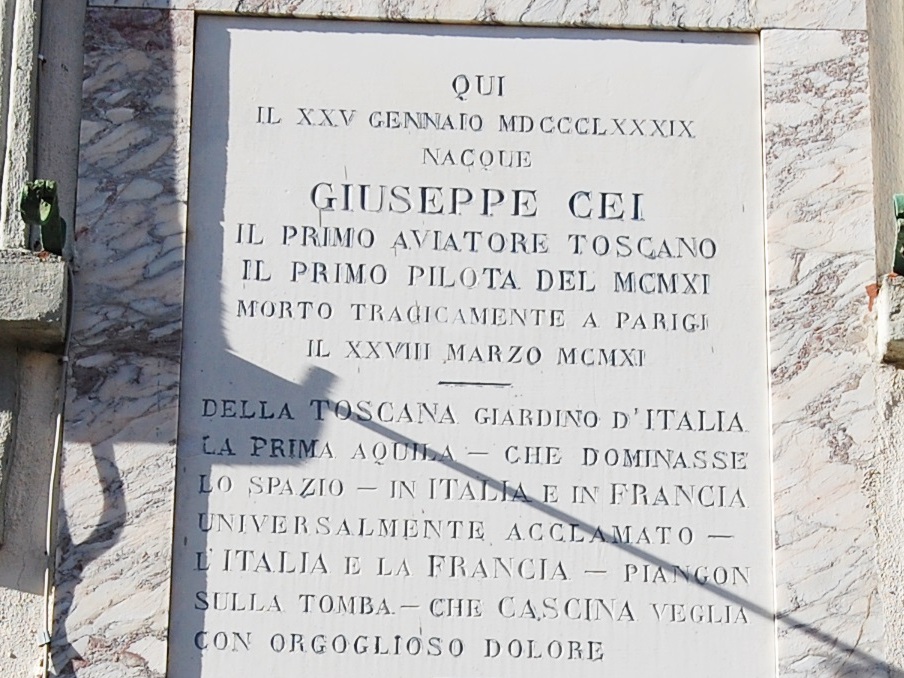 QUI
IL XXV GENNAIO MDCCCLXXXIX
NACQUE
GIUSEPPE CEI
IL PRIMO AVIATORE TOSCANO
IL PRIMO PILOTA DEL MCMXI
MORTO TRAGICAMENTE A PARIGI
IL XXVIII MARZO MCMXI
DELLA TOSCANA GIARDINO D'ITALIA
LA PRIMA AQUILA — CHE DOMINASSE
LO SPAZIO — IN ITALIA E IN FRANCIA
UNIVERSALMENTE ACCLAMATO —
L'ITALIA E LA FRANCIA — PIANGON
SULLA TOMBA — CHE CASCINA VEGLIA
CON ORGOGLIOSO DOLORE